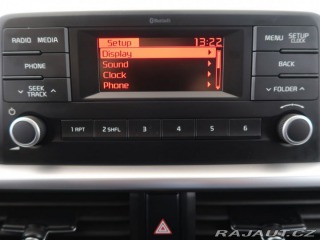 Bluetooth
RADIO MEDIA
PHONE
SEEK
TRACK
Setup 13:22
Display
Sound
Clock
Phone
MENU SETUP
CLOCK
BACK
FOLDER
1 RPT 2 SHFL 3 4 5 6
RAJAUT.CZ